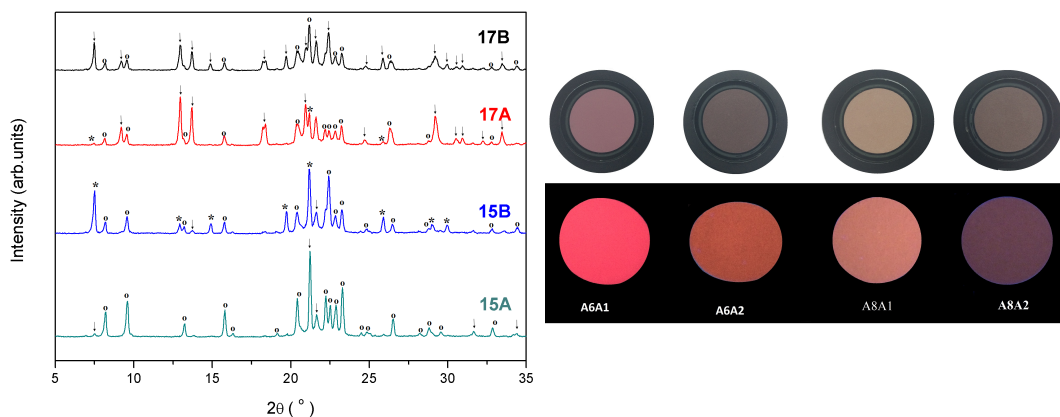 Intensity (arb.units)
17B
17A
15B
15A
5 10 15 20 25 30 35
2θ ( ° )
A6A1 A6A2 A8A1 A8A2